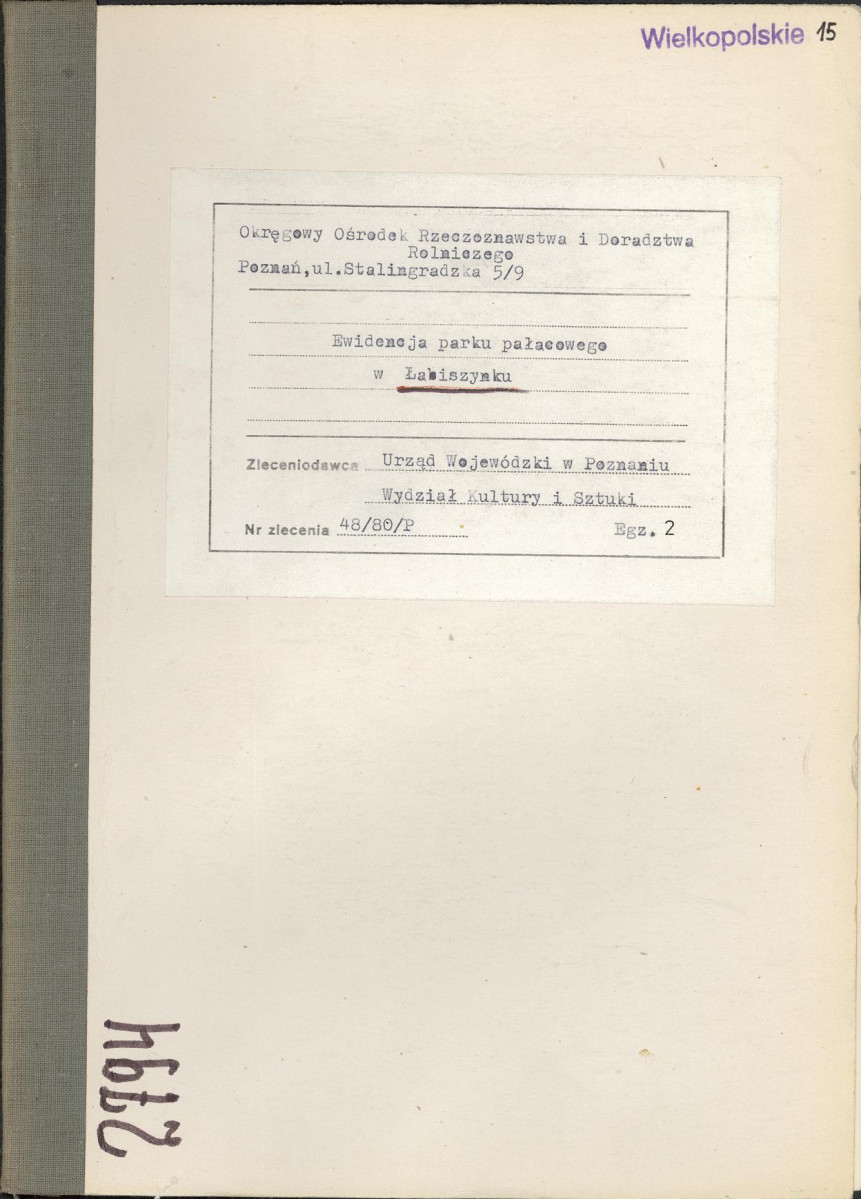 Wielkopolskie 15
Okręgowy Ośrodek Rzeczoznawstwa i Doradztwa
Rolniczego
Poznań,ul.Stalingradzka 5/9
Ewidencja parku pałacowego
w Łabiszynku
Zleceniodawca Urząd Wojewódzki w Poznaniu
Wydział Kultury i Sztuki
Nr zlecenia 48/80/P Egz. 2
2794